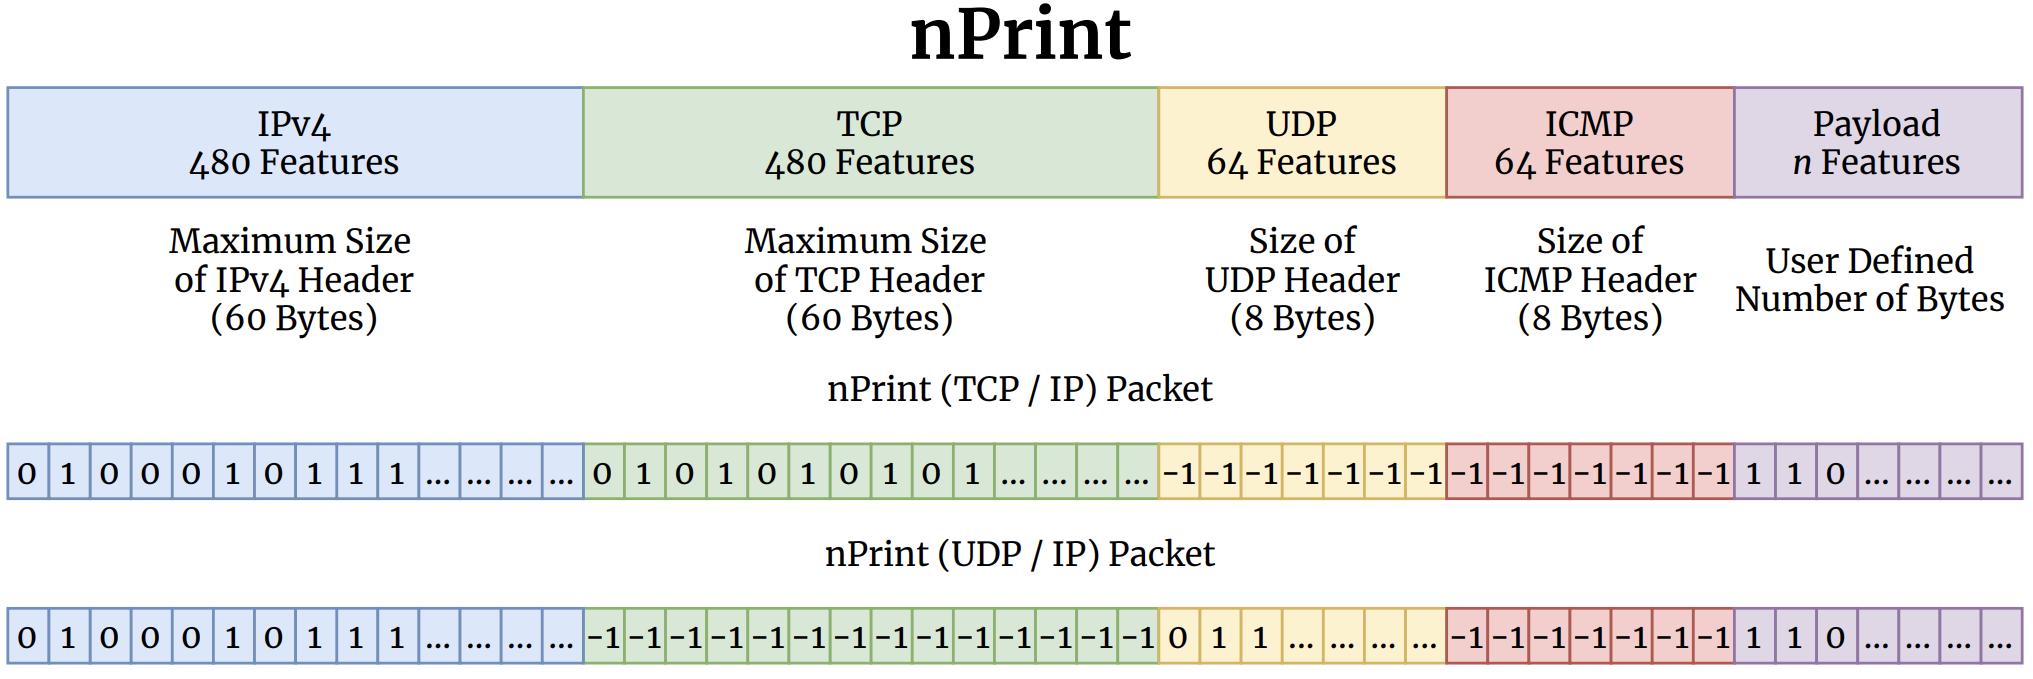 nPrint
IPv4
480 Features
TCP
480 Features
UDP
64 Features
ICMP
64 Features
Payload
n Features
Maximum Size
of IPv4 Header
(60 Bytes)
Maximum Size
of TCP Header
(60 Bytes)
Size of
UDP Header
(8 Bytes)
Size of
ICMP Header
(8 Bytes)
User Defined
Number of Bytes
nPrint (TCP / IP) Packet
0 1 0 0 0 1 0 1 1 1 ... ... ... ... 0 1 0 1 0 1 0 1 0 1 ... ... ... ... -1 -1 -1 -1 -1 -1 -1 -1 -1 -1 -1 -1 -1 -1 1 1 0 ... ... ... ...
nPrint (UDP / IP) Packet
0 1 0 0 0 1 0 1 1 1 ... ... ... ... -1 -1 -1 -1 -1 -1 -1 -1 -1 -1 -1 -1 -1 -1 0 1 1 ... ... ... ... -1 -1 -1 -1 -1 -1 -1 1 1 0 ... ... ... ...